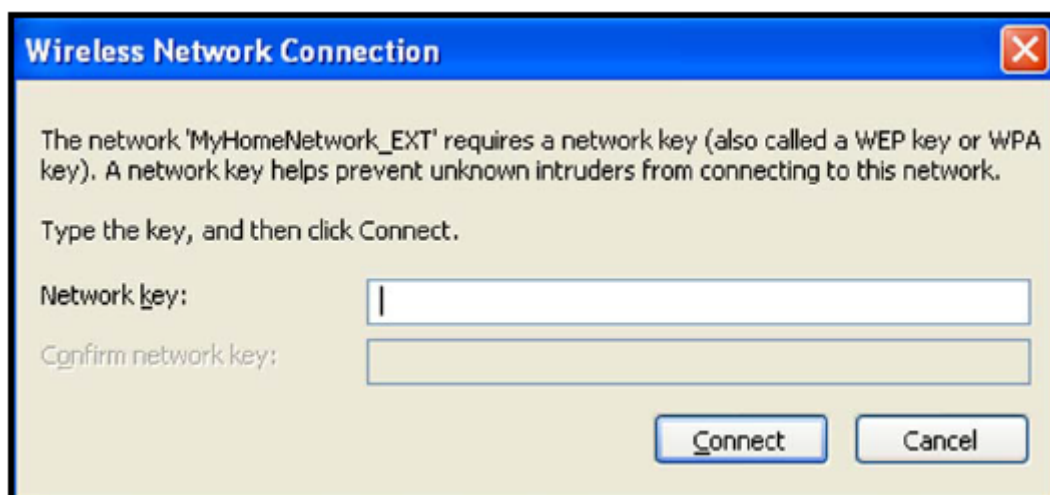 Wireless Network Connection
The network 'MyHomeNetwork_EXT' requires a network key (also called a WEP key or WPA
key). A network key helps prevent unknown intruders from connecting to this network.
Type the key, and then click Connect.
Network key:
Confirm network key:
Connect Cancel